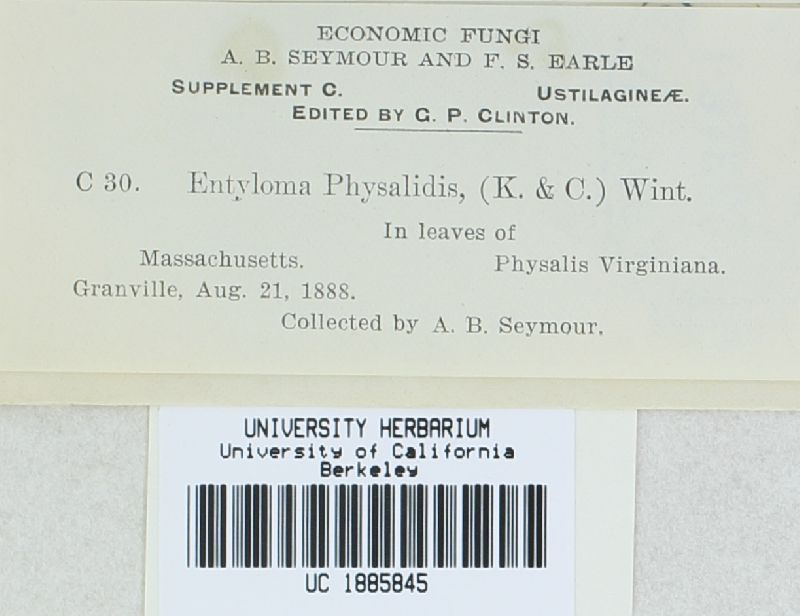 ECONOMIC FUNGI
A. B. SEYMOUR AND F. S. EARLE
SUPPLEMENT C. USTILAGINEÆ.
EDITED BY G. P. CLINTON.
C 30. Entyloma Physalidis, (K. & C.) Wint.
In leaves of
Massachusetts. Physalis Virginiana.
Granville, Aug. 21, 1888.
Collected by A. B. Seymour.
UNIVERSITY HERBARIUM
University of California
Berkeley
UC 1885845